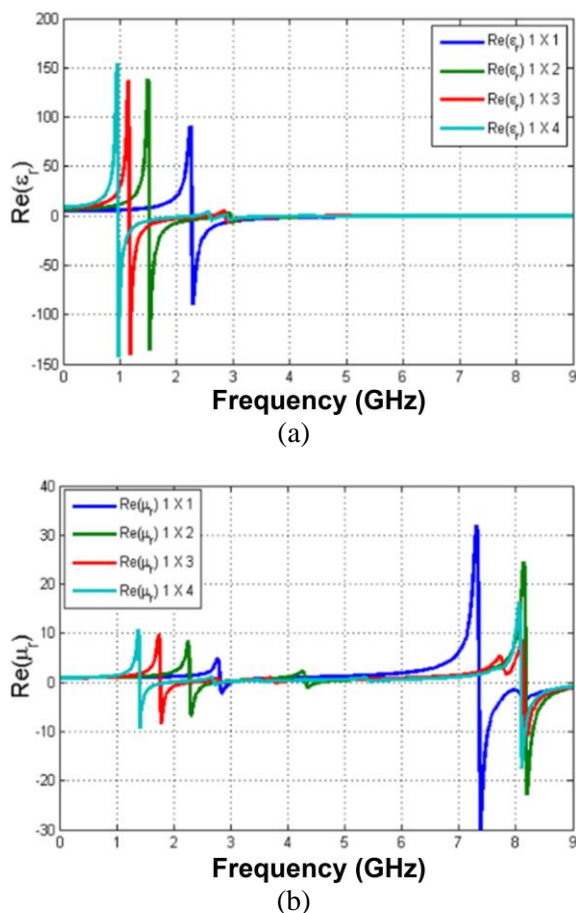 200
150
100
50
0
-50
-100
-150
Re(εr)
Re(εr) 1 X 1
Re(εr) 1 X 2
Re(εr) 1 X 3
Re(εr) 1 X 4
0 1 2 3 4 5 6 7 8 9
Frequency (GHz)
(a)
40
30
20
10
0
-10
-20
-30
Re(μr)
Re(μr) 1 X 1
Re(μr) 1 X 2
Re(μr) 1 X 3
Re(μr) 1 X 4
0 1 2 3 4 5 6 7 8 9
Frequency (GHz)
(b)